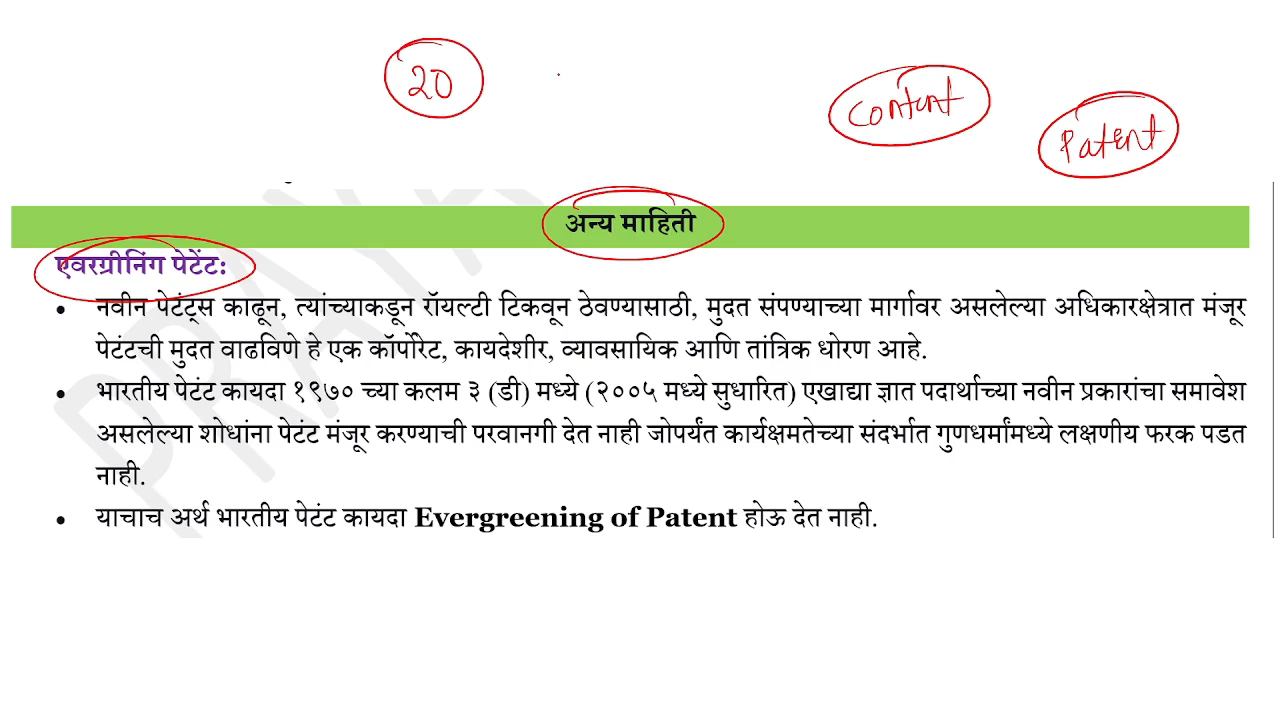 20
Content
Patent
अन्य माहिती
एवरग्रीनिंग पेटेंट:
• नवीन पेटंट्स काढून, त्यांच्याकडून रॉयल्टी टिकवून ठेवण्यासाठी, मुदत संपण्याच्या मार्गावर असलेल्या अधिकारक्षेत्रात मंजूर
पेटंटची मुदत वाढविणे हे एक कॉर्पोरेट, कायदेशीर, व्यावसायिक आणि तांत्रिक धोरण आहे.
• भारतीय पेटंट कायदा १९७० च्या कलम ३ (डी) मध्ये (२००५ मध्ये सुधारित) एखाद्या ज्ञात पदार्थाच्या नवीन प्रकारांचा समावेश
असलेल्या शोधांना पेटंट मंजूर करण्याची परवानगी देत नाही जोपर्यंत कार्यक्षमतेच्या संदर्भात गुणधर्मांमध्ये लक्षणीय फरक पडत
नाही.
• याचाच अर्थ भारतीय पेटंट कायदा Evergreening of Patent होऊ देत नाही.